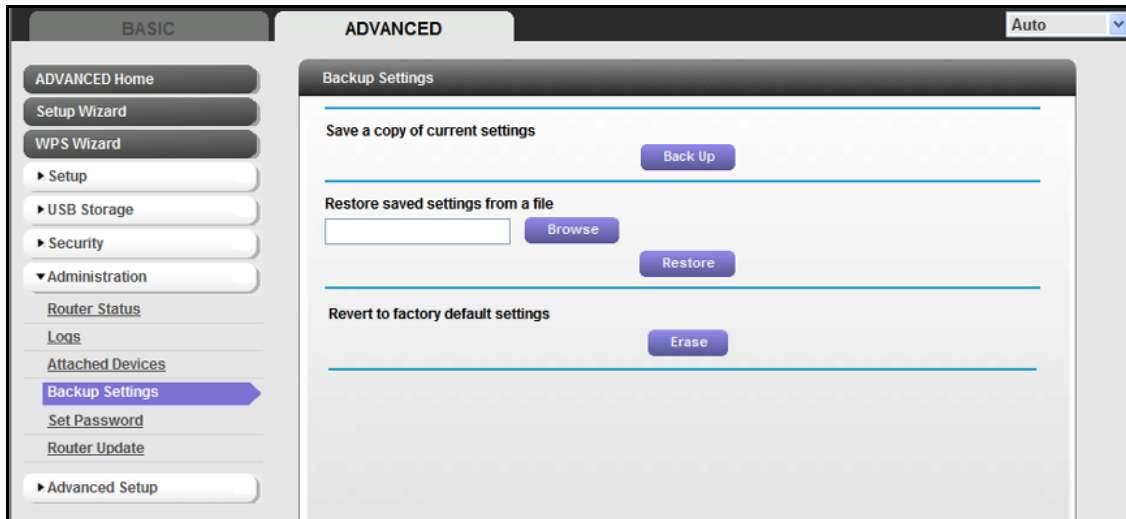 BASIC
ADVANCED
Auto
ADVANCED Home
Setup Wizard
WPS Wizard
Setup
USB Storage
Security
Administration
Router Status
Logs
Attached Devices
Backup Settings
Set Password
Router Update
Advanced Setup
Backup Settings
Save a copy of current settings
Back Up
Restore saved settings from a file
Browse
Restore
Revert to factory default settings
Erase